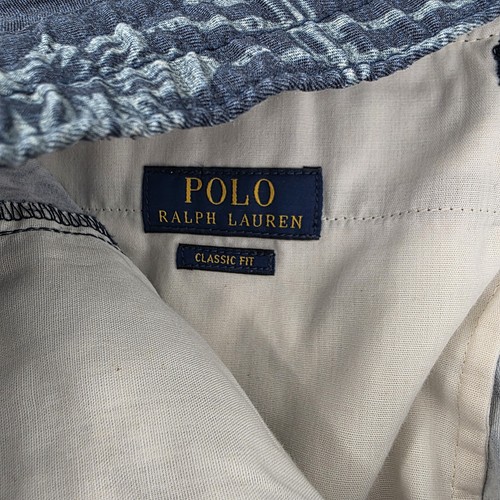 POLO
RALPH LAUREN
CLASSIC FIT